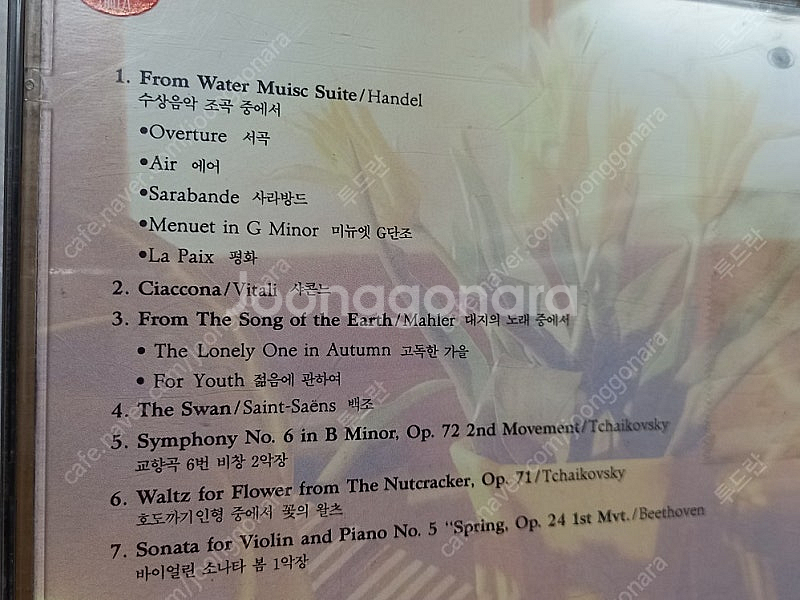 1. From Water Muisc Suite/Handel
수상음악 조곡 중에서
•Overture 서곡
•Air 에어
•Sarabande 사라방드
•Menuet in G Minor 미뉴엣 G단조
•La Paix 평화
2. Ciaccona/Vitali 샤콘느
3. From The Song of the Earth/Mahler 대지의 노래 중에서
• The Lonely One in Autumn 고독한 가을
• For Youth 젊음에 관하여
4. The Swan/Saint-Saëns 백조
5. Symphony No. 6 in B Minor, Op. 72 2nd Movement/Tchaikovsky
교향곡 6번 비창 2악장
6. Waltz for Flower from The Nutcracker, Op. 71/Tchaikovsky
호도까기인형 중에서 꽃의 왈츠
7. Sonata for Violin and Piano No. 5 "Spring, Op. 24 1st Mvt./Beethoven
바이얼린 소나타 봄 1악장
Joonggonara
cafe.naver.com/joonggonara
투드란